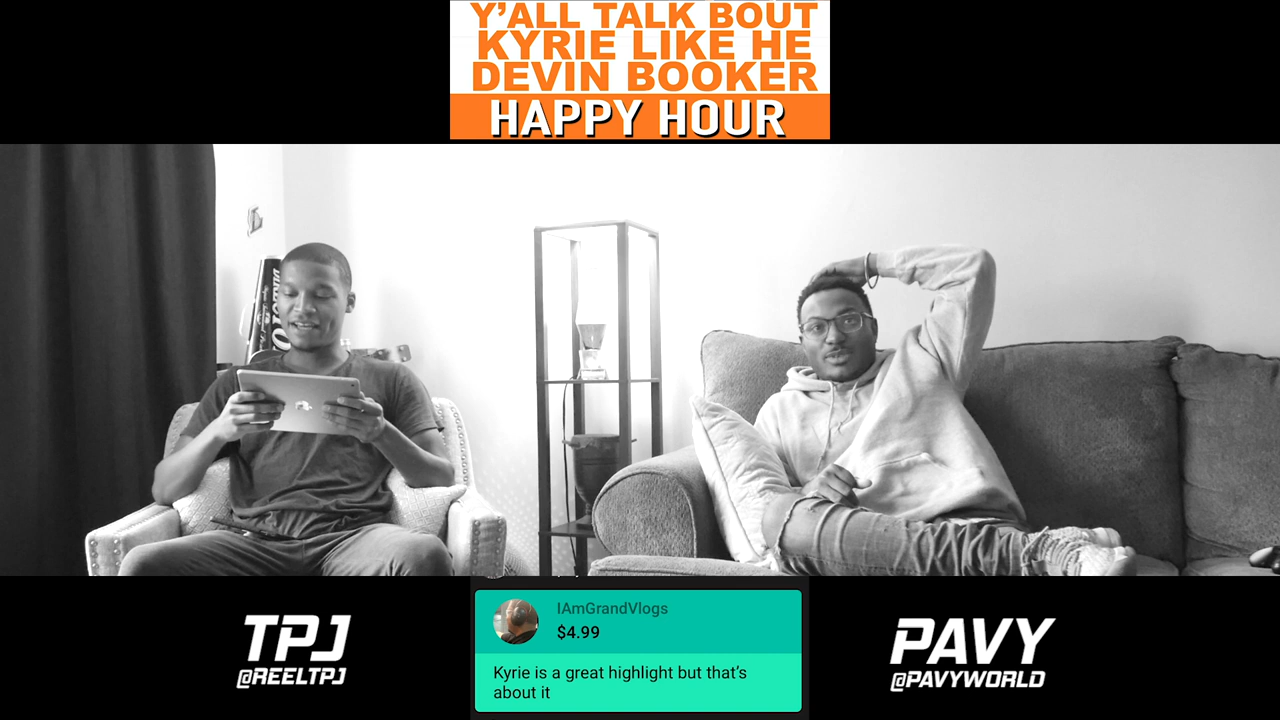 Y'ALL TALK BOUT
KYRIE LIKE HE
DEVIN BOOKER
HAPPY HOUR
TPJ
@REELTPJ
IAmGrandVlogs
$4.99
Kyrie is a great highlight but that's
about it
PAVY
@PAVYWORLD